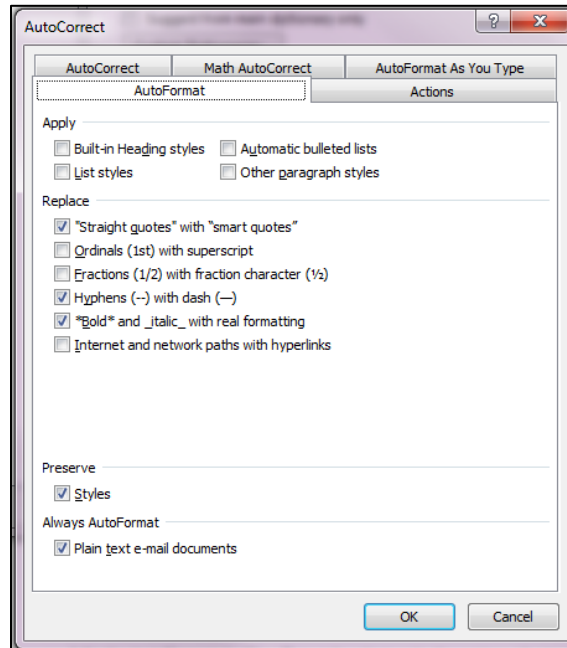 AutoCorrect
AutoCorrect Math AutoCorrect AutoFormat As You Type
AutoFormat Actions
Apply
Built-in Heading styles Automatic bulleted lists
List styles Other paragraph styles
Replace
"Straight quotes" with “smart quotes”
Ordinals (1st) with superscript
Fractions (1/2) with fraction character (½)
Hyphens (--) with dash (—)
*Bold* and _italic_ with real formatting
Internet and network paths with hyperlinks
Preserve
Styles
Always AutoFormat
Plain text e-mail documents
OK Cancel